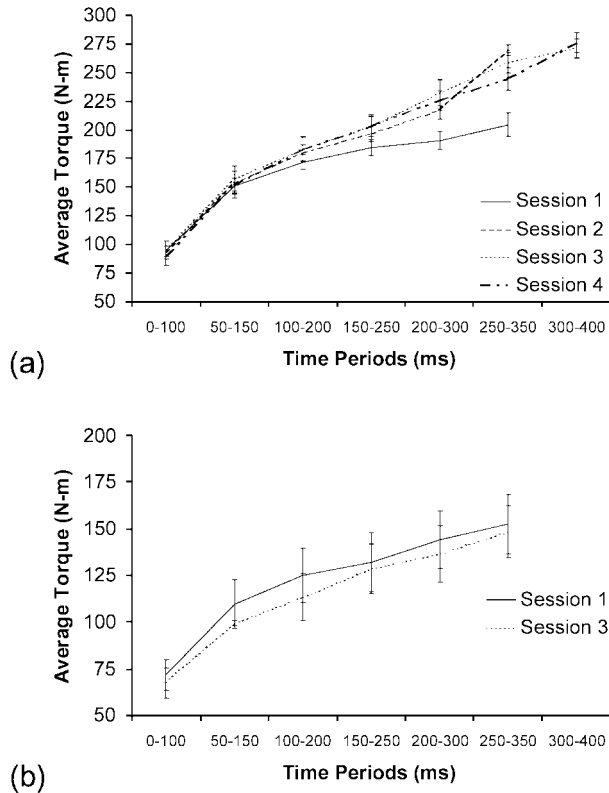 300
275
250
225
200
175
150
125
100
75
50
Average Torque (N-m)
Session 1
Session 2
Session 3
Session 4
0-100 50-150 100-200 150-250 200-300 250-350 300-400
Time Periods (ms)
(a)
200
175
150
125
100
75
50
Average Torque (N-m)
Session 1
Session 3
0-100 50-150 100-200 150-250 200-300 250-350 300-400
Time Periods (ms)
(b)